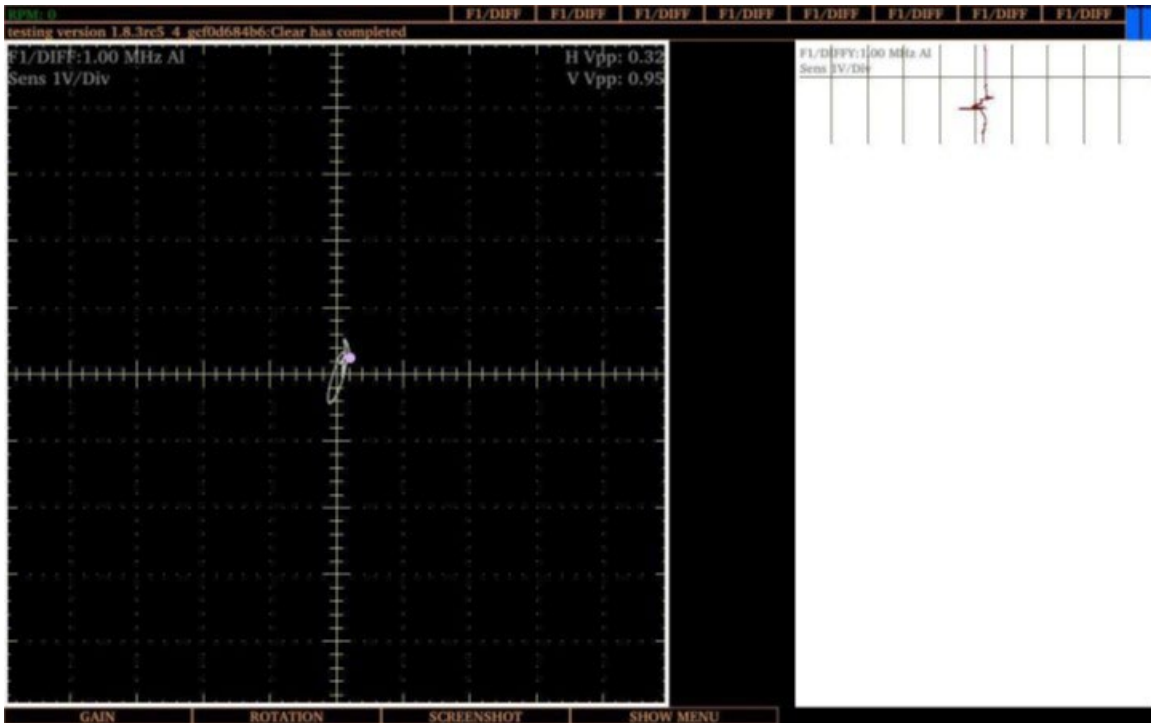 RPM: 0
F1/DIFF F1/DIFF F1/DIFF F1/DIFF F1/DIFF F1/DIFF F1/DIFF F1/DIFF
testing version 1.8.3rc5_4_gcf0d684b6:Clear has completed
F1/DIFF:1.00 MHz Al
Sens 1V/Div
H Vpp: 0.32
V Vpp: 0.95
F1/DIFFY:1.00 MHz Al
Sens 1V/Div
GAIN ROTATION SCREENSHOT SHOW MENU